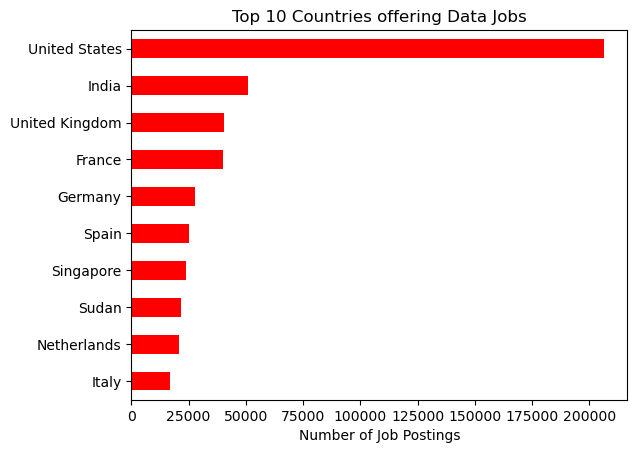 Top 10 Countries offering Data Jobs
United States
India
United Kingdom
France
Germany
Spain
Singapore
Sudan
Netherlands
Italy
0 25000 50000 75000 100000 125000 150000 175000 200000
Number of Job Postings